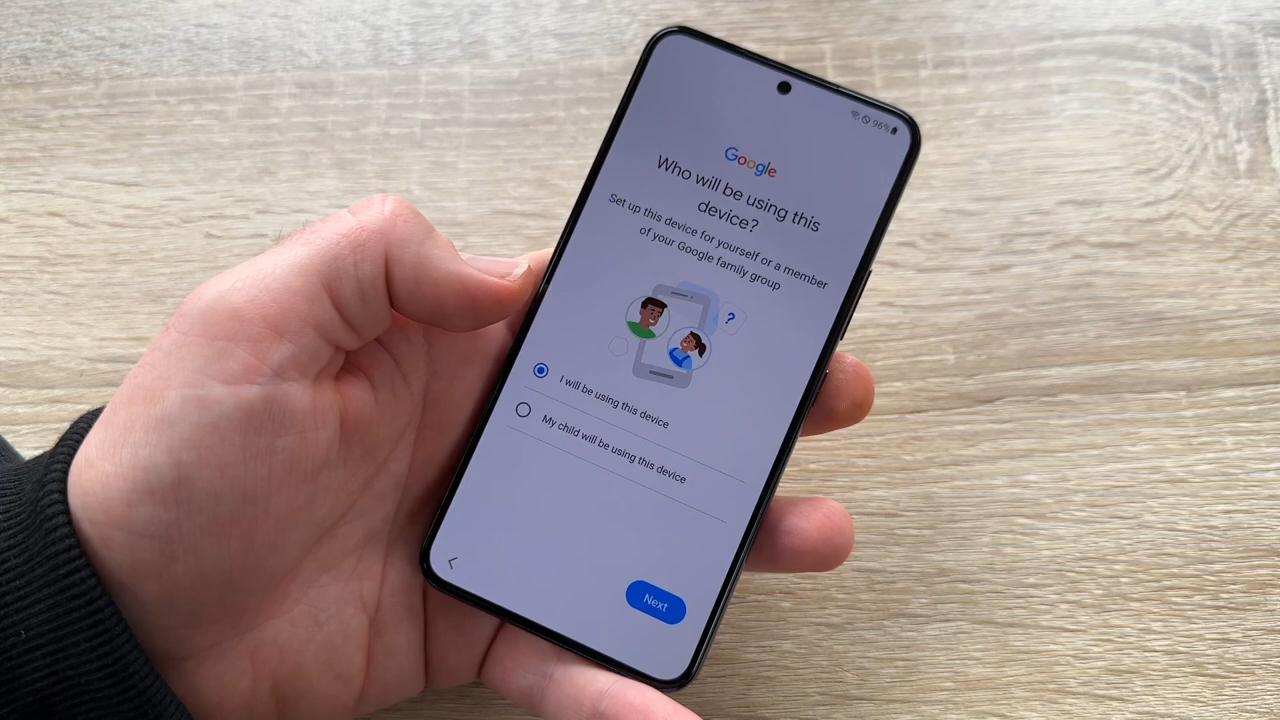 96%
Google
Who will be using this
device?
Set up this device for yourself or a member
of your Google family group
?
I will be using this device
My child will be using this device
Next